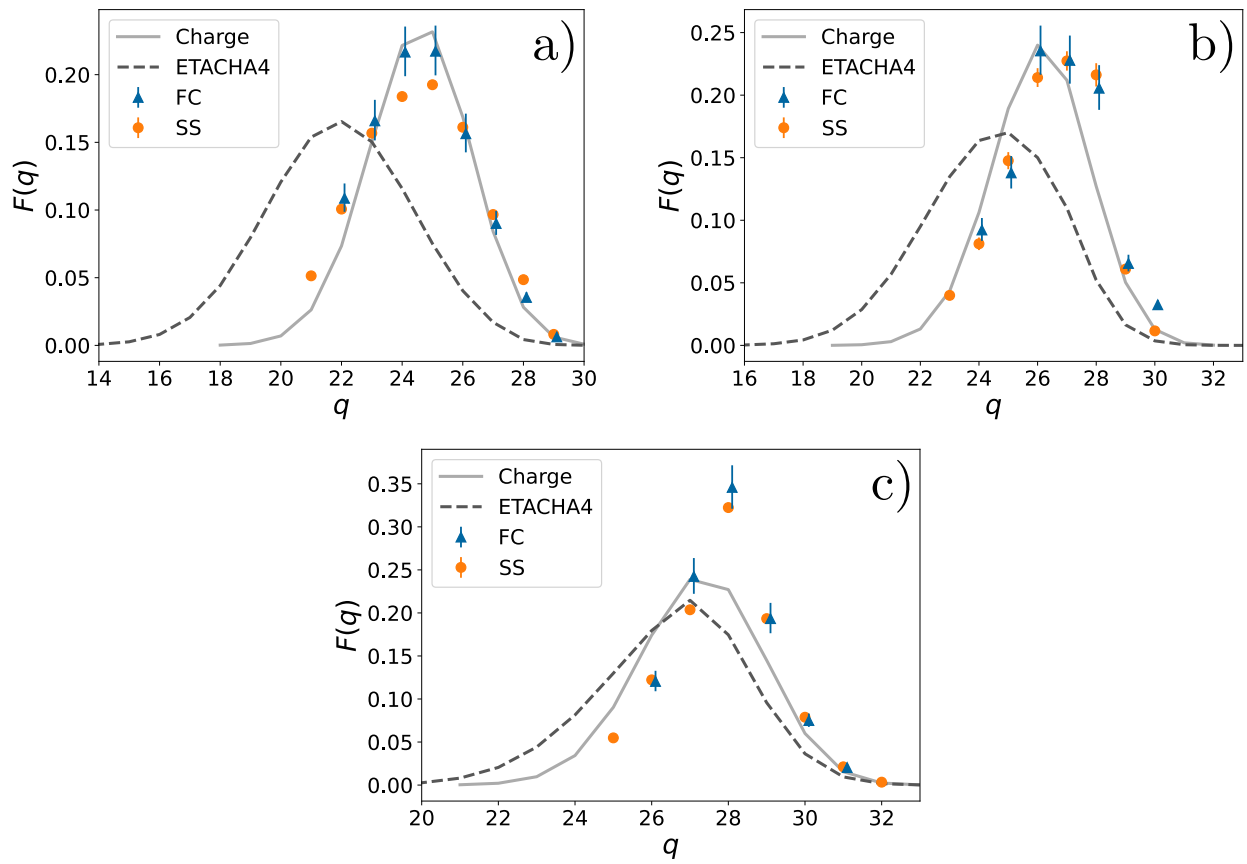 a)
Charge
ETACHA4
FC
SS
F(q)
0.20
0.15
0.10
0.05
0.00
14 16 18 20 22 24 26 28 30
q
b)
Charge
ETACHA4
FC
SS
F(q)
0.25
0.20
0.15
0.10
0.05
0.00
16 18 20 22 24 26 28 30 32
q
c)
Charge
ETACHA4
FC
SS
F(q)
0.35
0.30
0.25
0.20
0.15
0.10
0.05
0.00
20 22 24 26 28 30 32
q